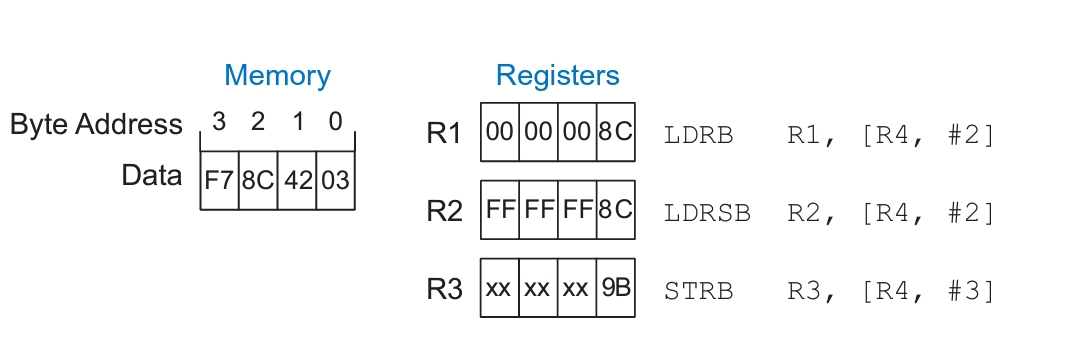 Memory
Registers
Byte Address 3 2 1 0
Data F7 8C 42 03
R1 00 00 00 8C LDRB R1, [R4, #2]
R2 FF FF FF 8C LDRSB R2, [R4, #2]
R3 xx xx xx 9B STRB R3, [R4, #3]